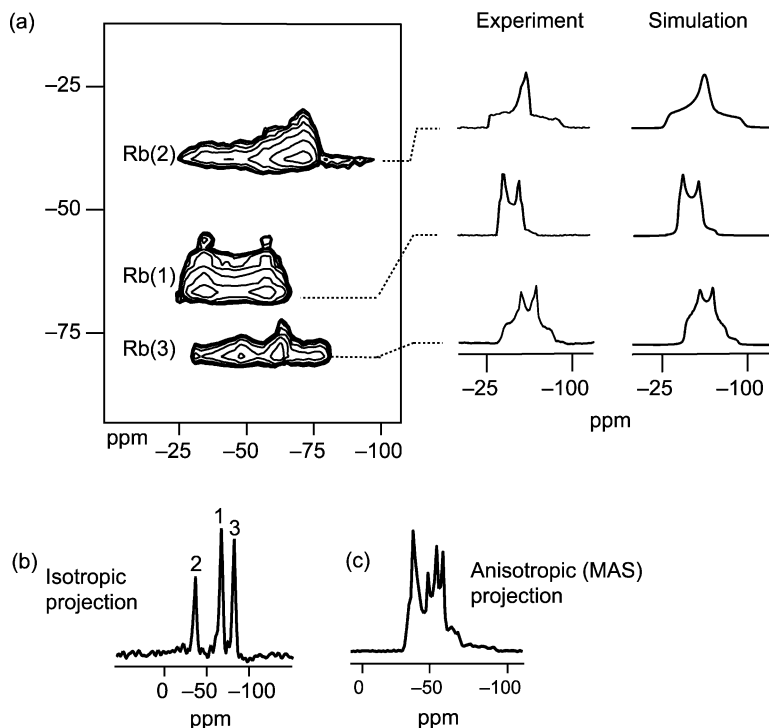 (a)
Experiment Simulation
–25
–50
–75
Rb(2)
Rb(1)
Rb(3)
ppm
–25 –50 –75 –100
–25 –100 –25 –100
ppm
(b)
Isotropic
projection
2 1 3
0 –50 –100
ppm
(c)
Anisotropic (MAS)
projection
0 –50 –100
ppm